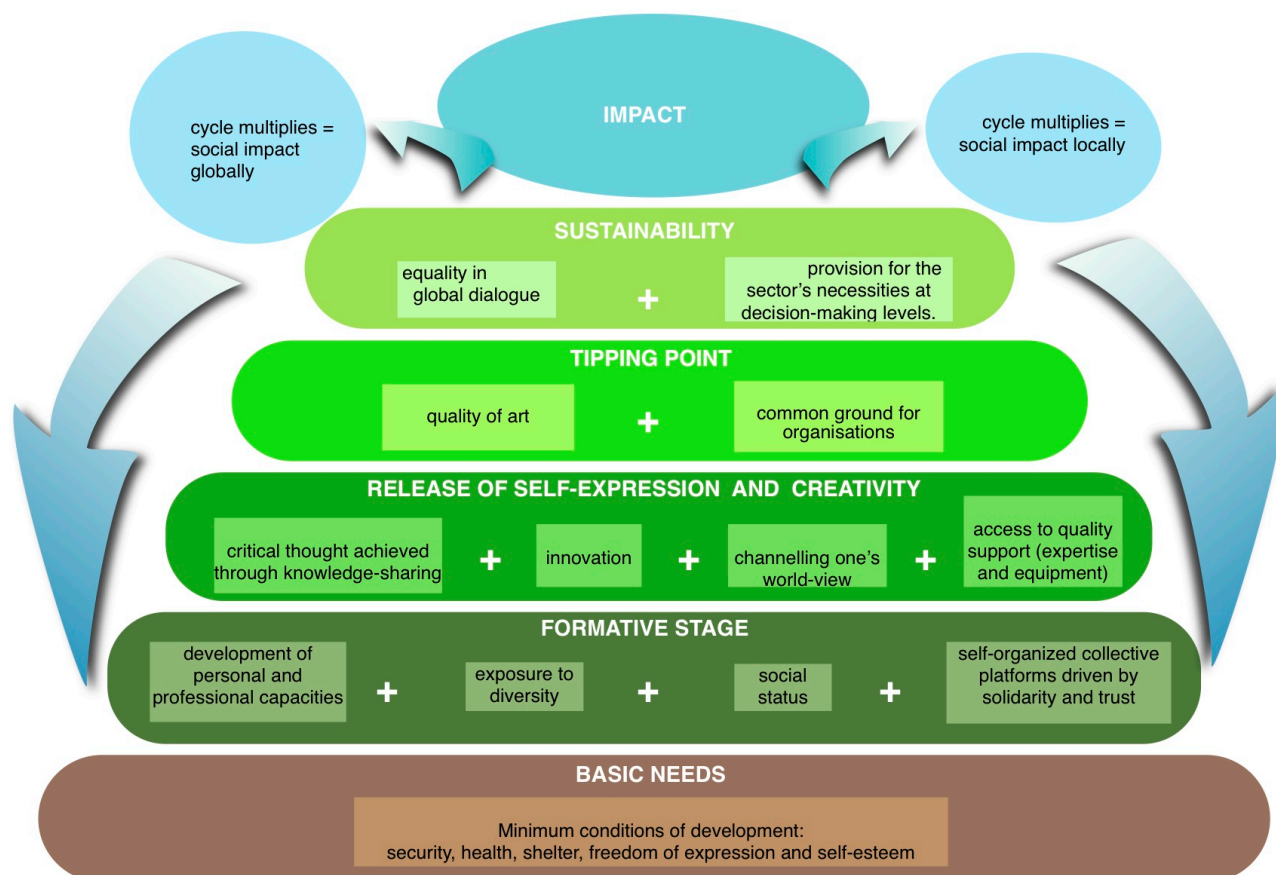 IMPACT
cycle multiplies =
social impact
globally
cycle multiplies =
social impact locally
SUSTAINABILITY
equality in
global dialogue
+
provision for the
sector's necessities at
decision-making levels.
TIPPING POINT
quality of art
+
common ground for
organisations
RELEASE OF SELF-EXPRESSION AND CREATIVITY
critical thought achieved
through knowledge-sharing
+
innovation
+
channelling one's
world-view
+
access to quality
support (expertise
and equipment)
FORMATIVE STAGE
development of
personal and
professional capacities
+
exposure to
diversity
+
social
status
+
self-organized collective
platforms driven by
solidarity and trust
BASIC NEEDS
Minimum conditions of development:
security, health, shelter, freedom of expression and self-esteem